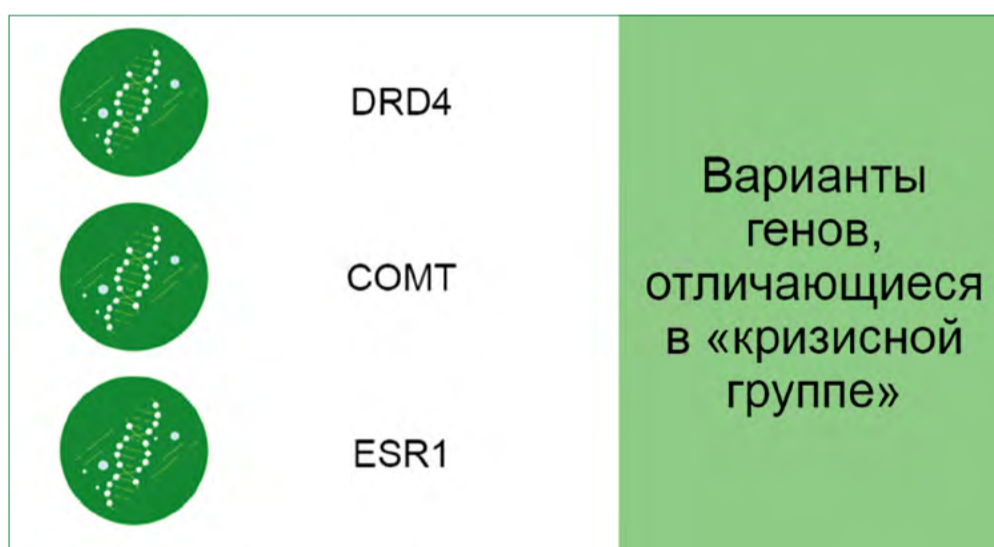 DRD4
COMT
ESR1
Варианты
генов,
отличающиеся
в «кризисной
группе»